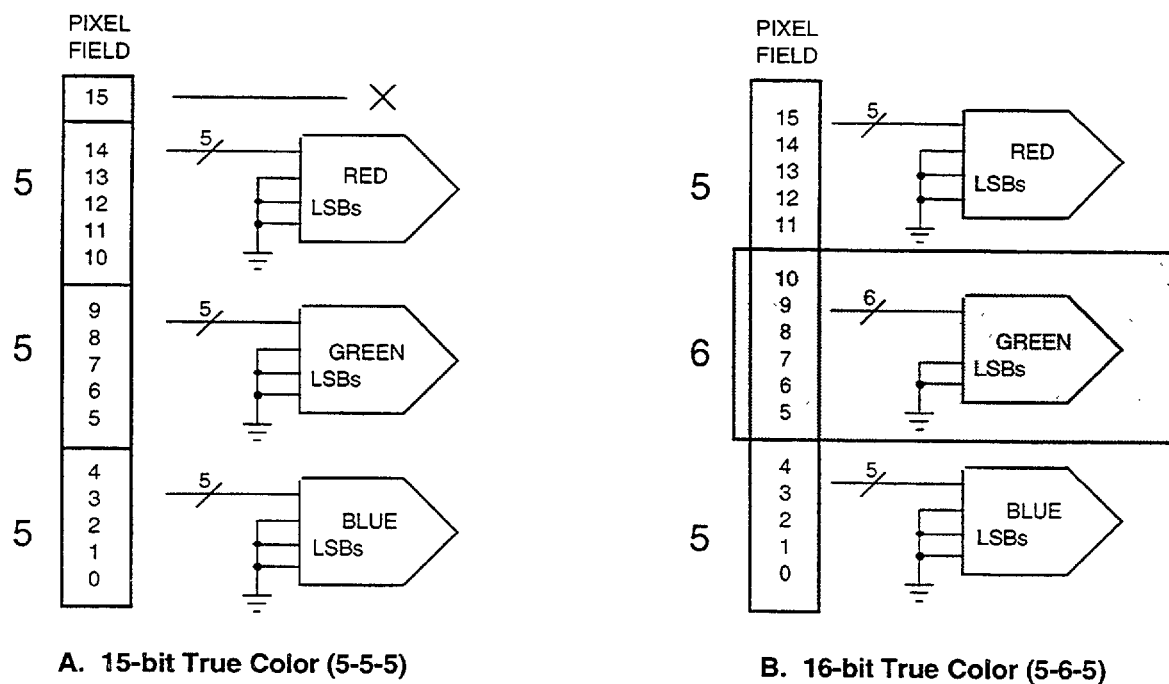 PIXEL
FIELD
15
5
14
13
12
11
10
5
RED
LSBs
5
9
8
7
6
5
5
GREEN
LSBs
5
4
3
2
1
0
5
BLUE
LSBs
A. 15-bit True Color (5-5-5)
PIXEL
FIELD
5
15
14
13
12
11
5
RED
LSBs
6
10
9
8
7
6
5
6
GREEN
LSBs
5
4
3
2
1
0
5
BLUE
LSBs
B. 16-bit True Color (5-6-5)